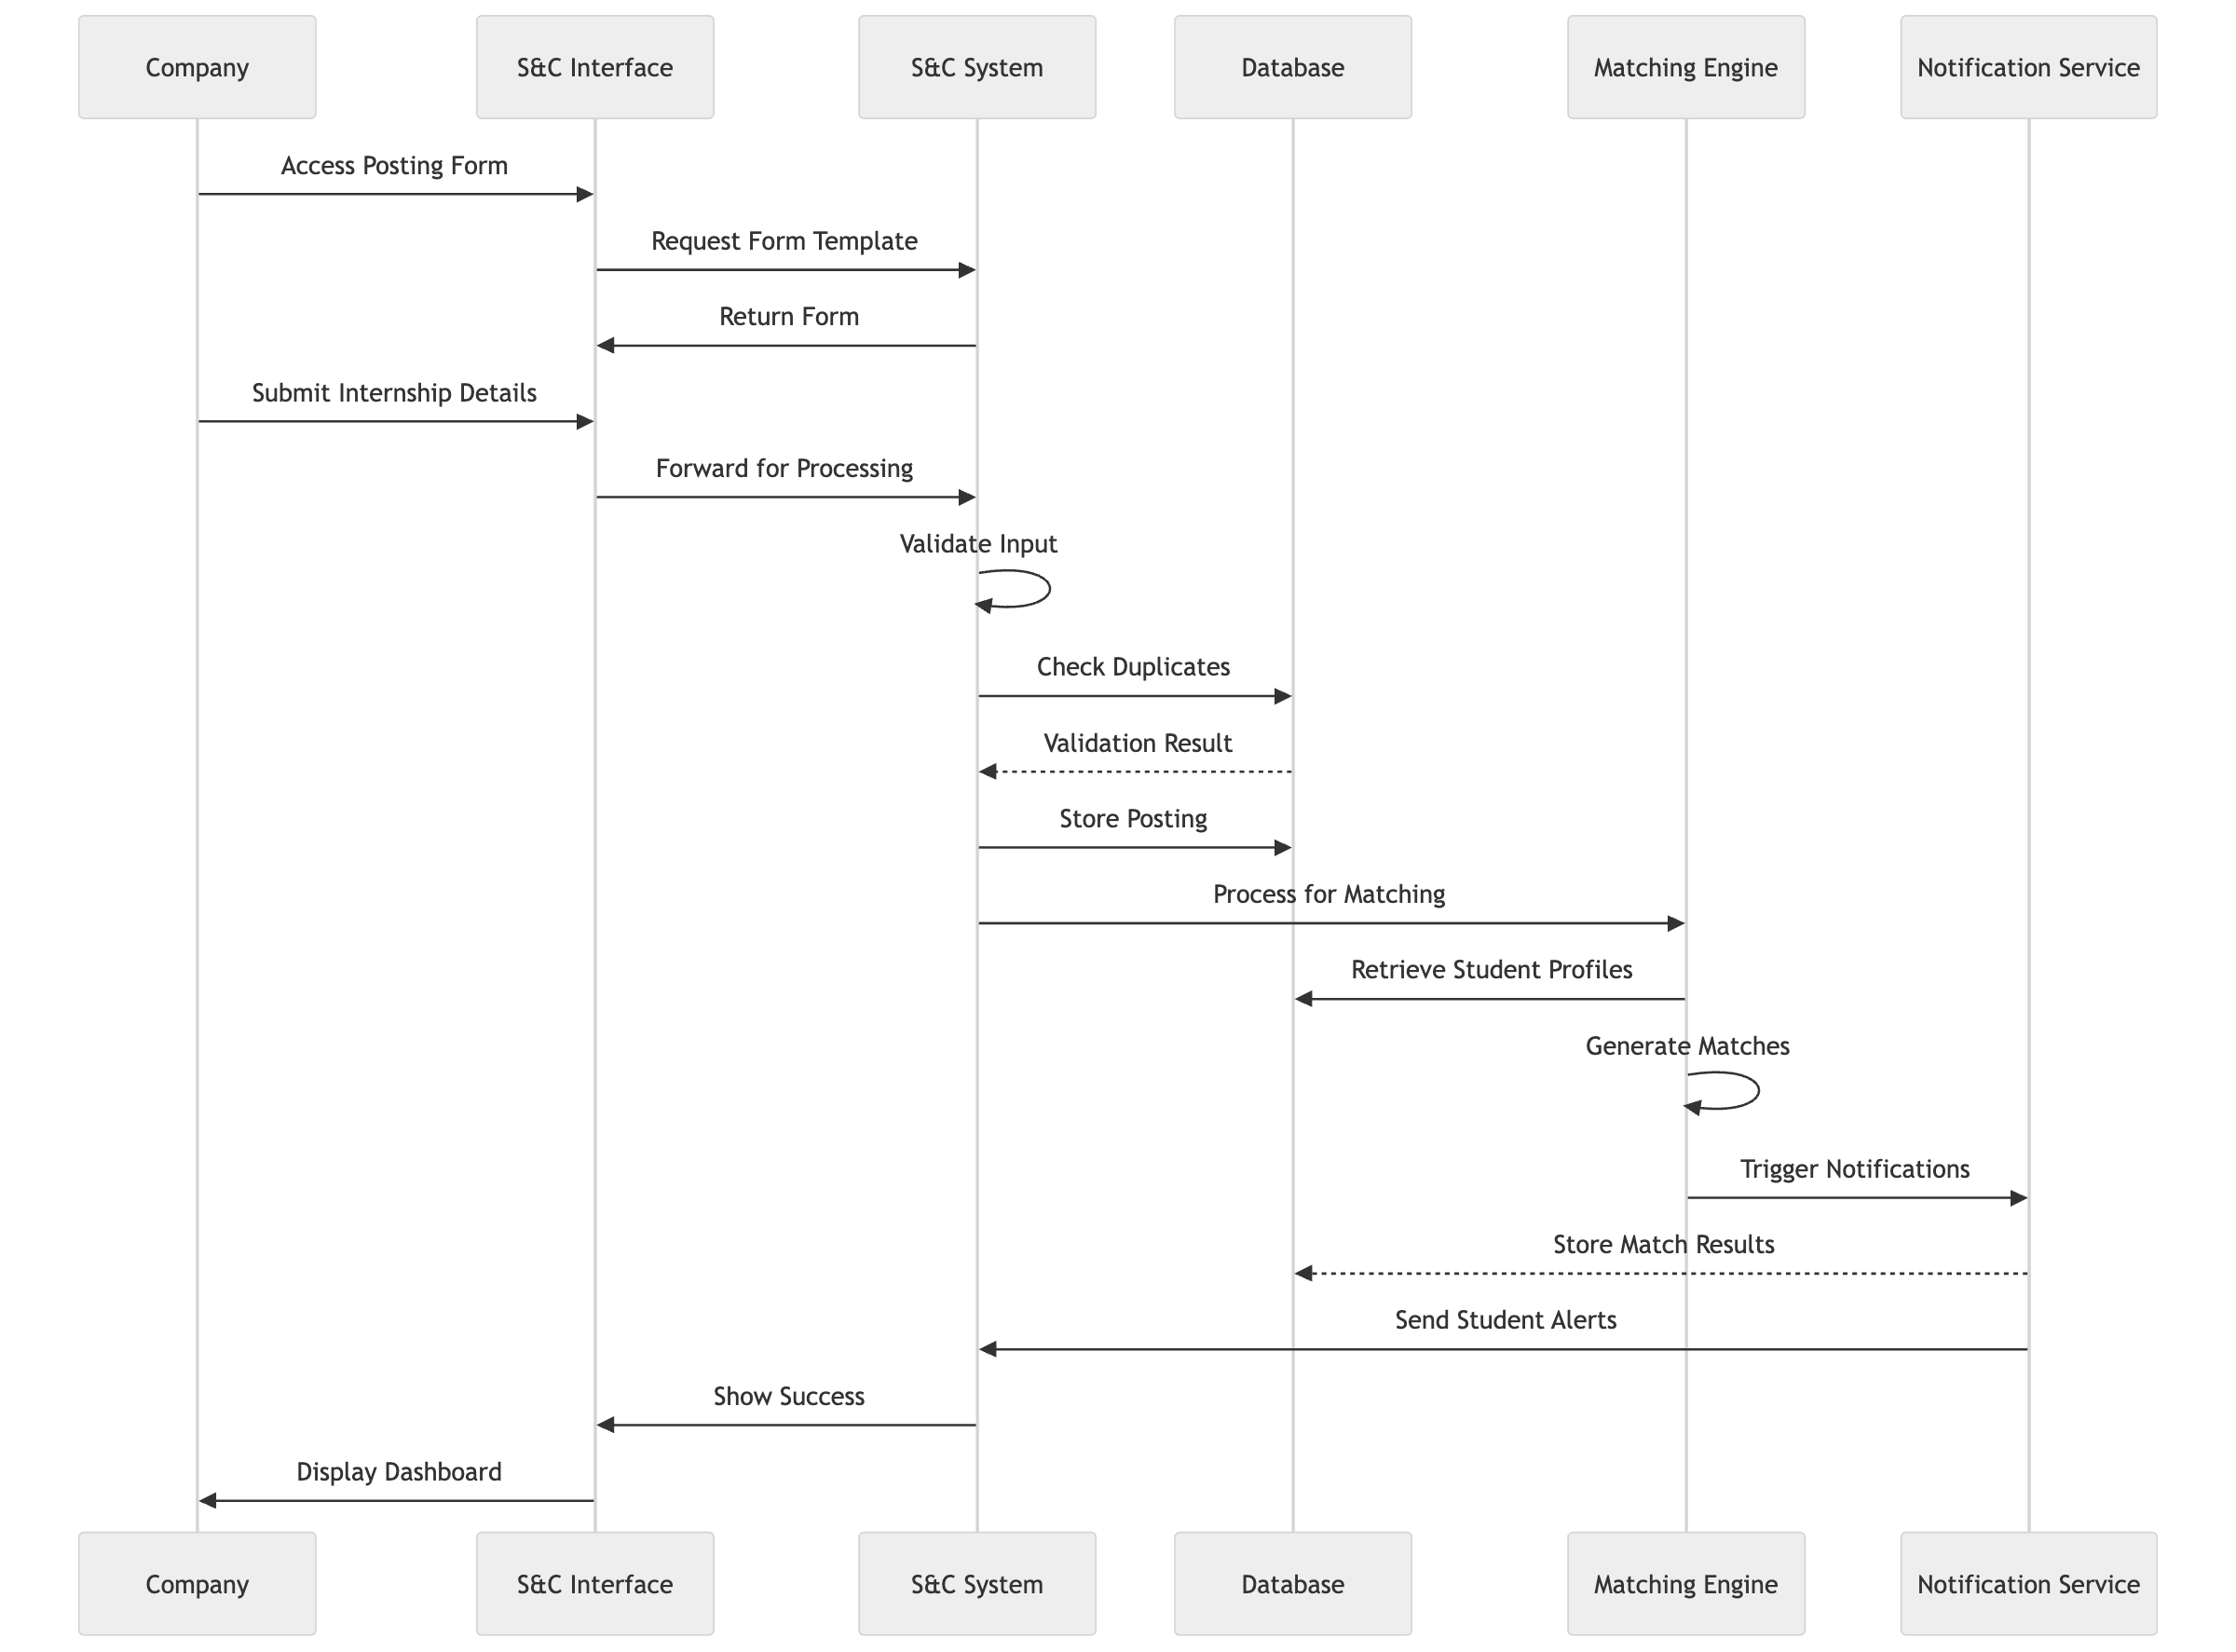 Company
S&C Interface
S&C System
Database
Matching Engine
Notification Service
Access Posting Form
Request Form Template
Return Form
Submit Internship Details
Forward for Processing
Validate Input
Check Duplicates
Validation Result
Store Posting
Process for Matching
Retrieve Student Profiles
Generate Matches
Trigger Notifications
Store Match Results
Send Student Alerts
Show Success
Display Dashboard
Company
S&C Interface
S&C System
Database
Matching Engine
Notification Service